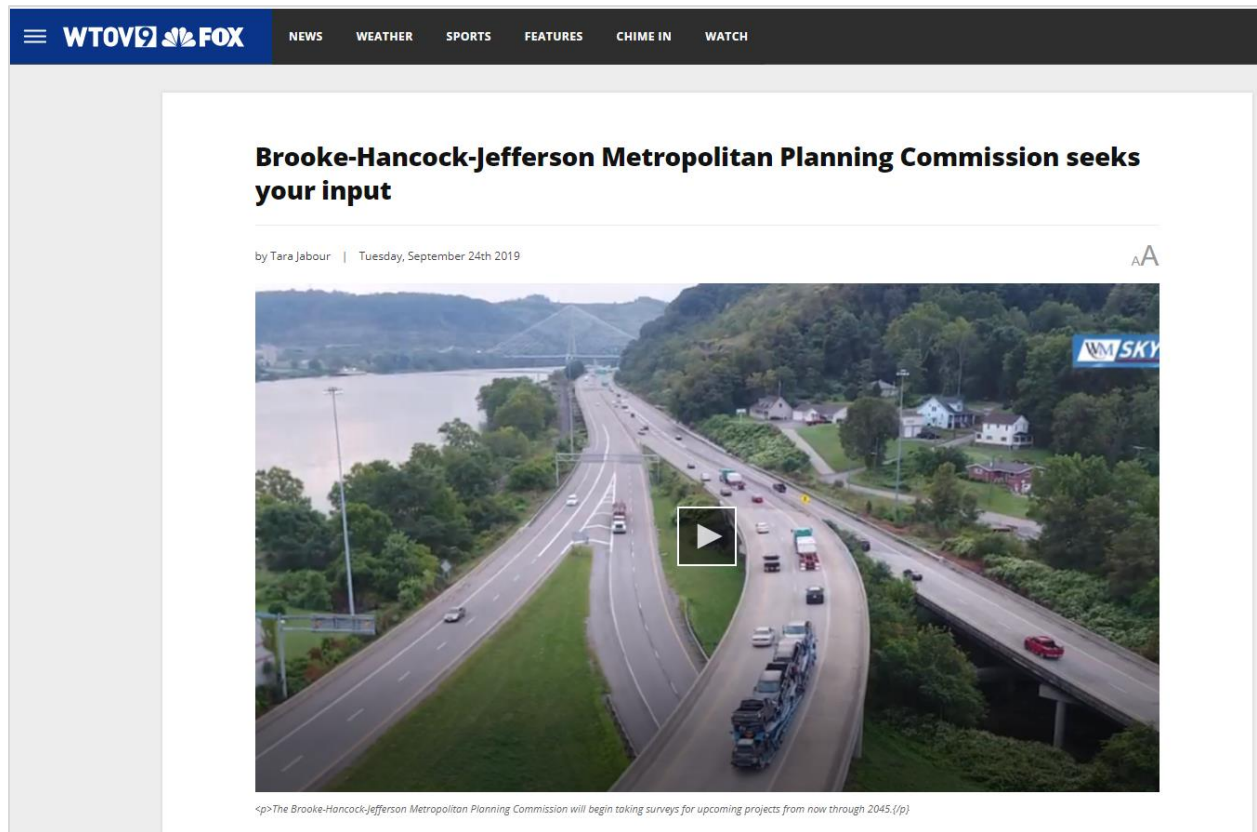 WTOV9 FOX NEWS WEATHER SPORTS FEATURES CHIME IN WATCH
Brooke-Hancock-Jefferson Metropolitan Planning Commission seeks
your input
by Tara Jabour | Tuesday, September 24th 2019
AA
WM SKY
<p>The Brooke-Hancock-Jefferson Metropolitan Planning Commission will begin taking surveys for upcoming projects from now through 2045.{/p}